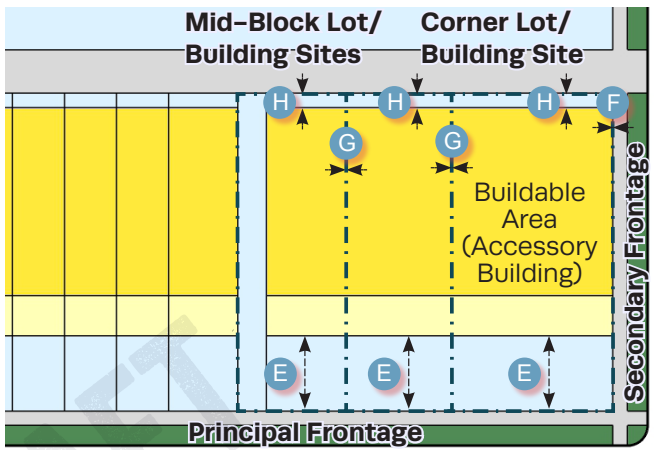 Mid–Block Lot/
Building Sites
Corner Lot/
Building Site
H
H
H
F
G
G
Buildable
Area
(Accessory
Building)
Secondary Frontage
E
E
E
Principal Frontage